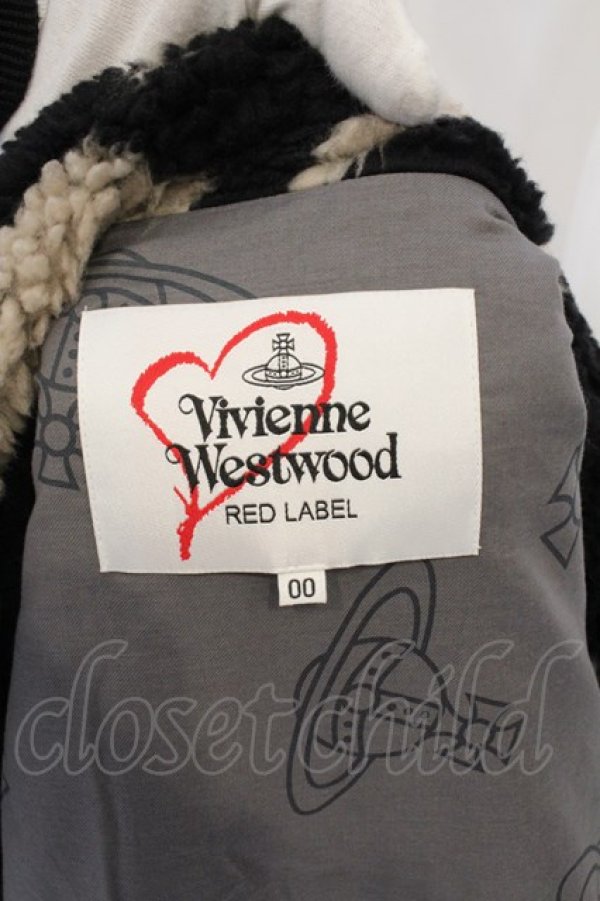 Vivienne
Westwood
RED LABEL
00
closetchild